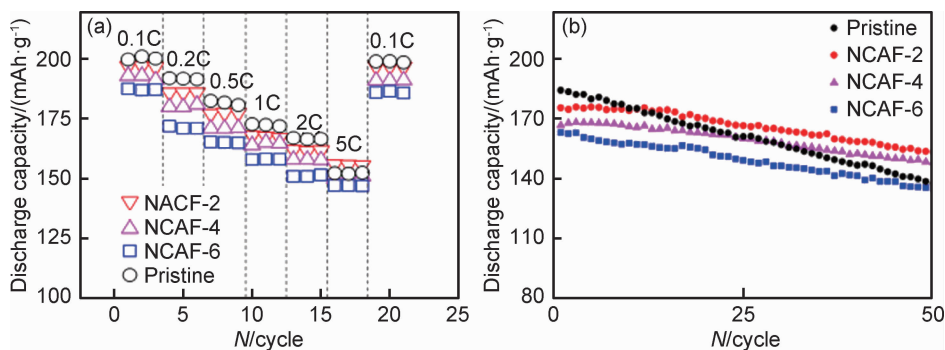 (a)
0.1C
0.2C
0.5C
1C
2C
5C
0.1C
NACF-2
NCAF-4
NCAF-6
Pristine
Discharge capacity/(mAh·g⁻¹)
200
175
150
125
100
0
5
10
15
20
25
N/cycle
(b)
Pristine
NCAF-2
NCAF-4
NCAF-6
Discharge capacity/(mAh·g⁻¹)
200
170
140
110
80
0
25
50
N/cycle